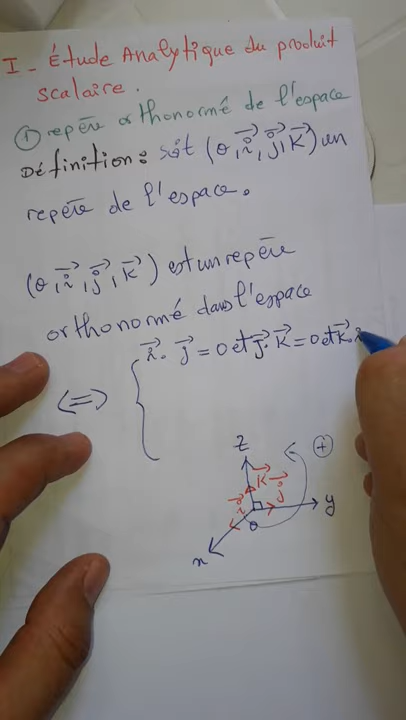 I - Étude Analytique du produit
scalaire.
① repère orthonormé de l'espace
Définition: soit (o, i, j, k) un
repère de l'espace.
(o, i, j, k) est un repère
orthonormé dans l'espace
⇔ { i . j = 0 et j . k = 0 et k . i
z
+
k
i
j
o
y
x